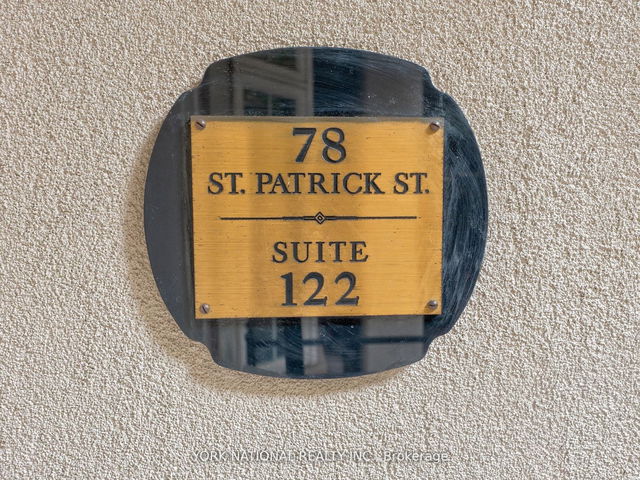 78
ST. PATRICK ST.
SUITE
122
YORK NATIONAL REALTY INC., Brokerage